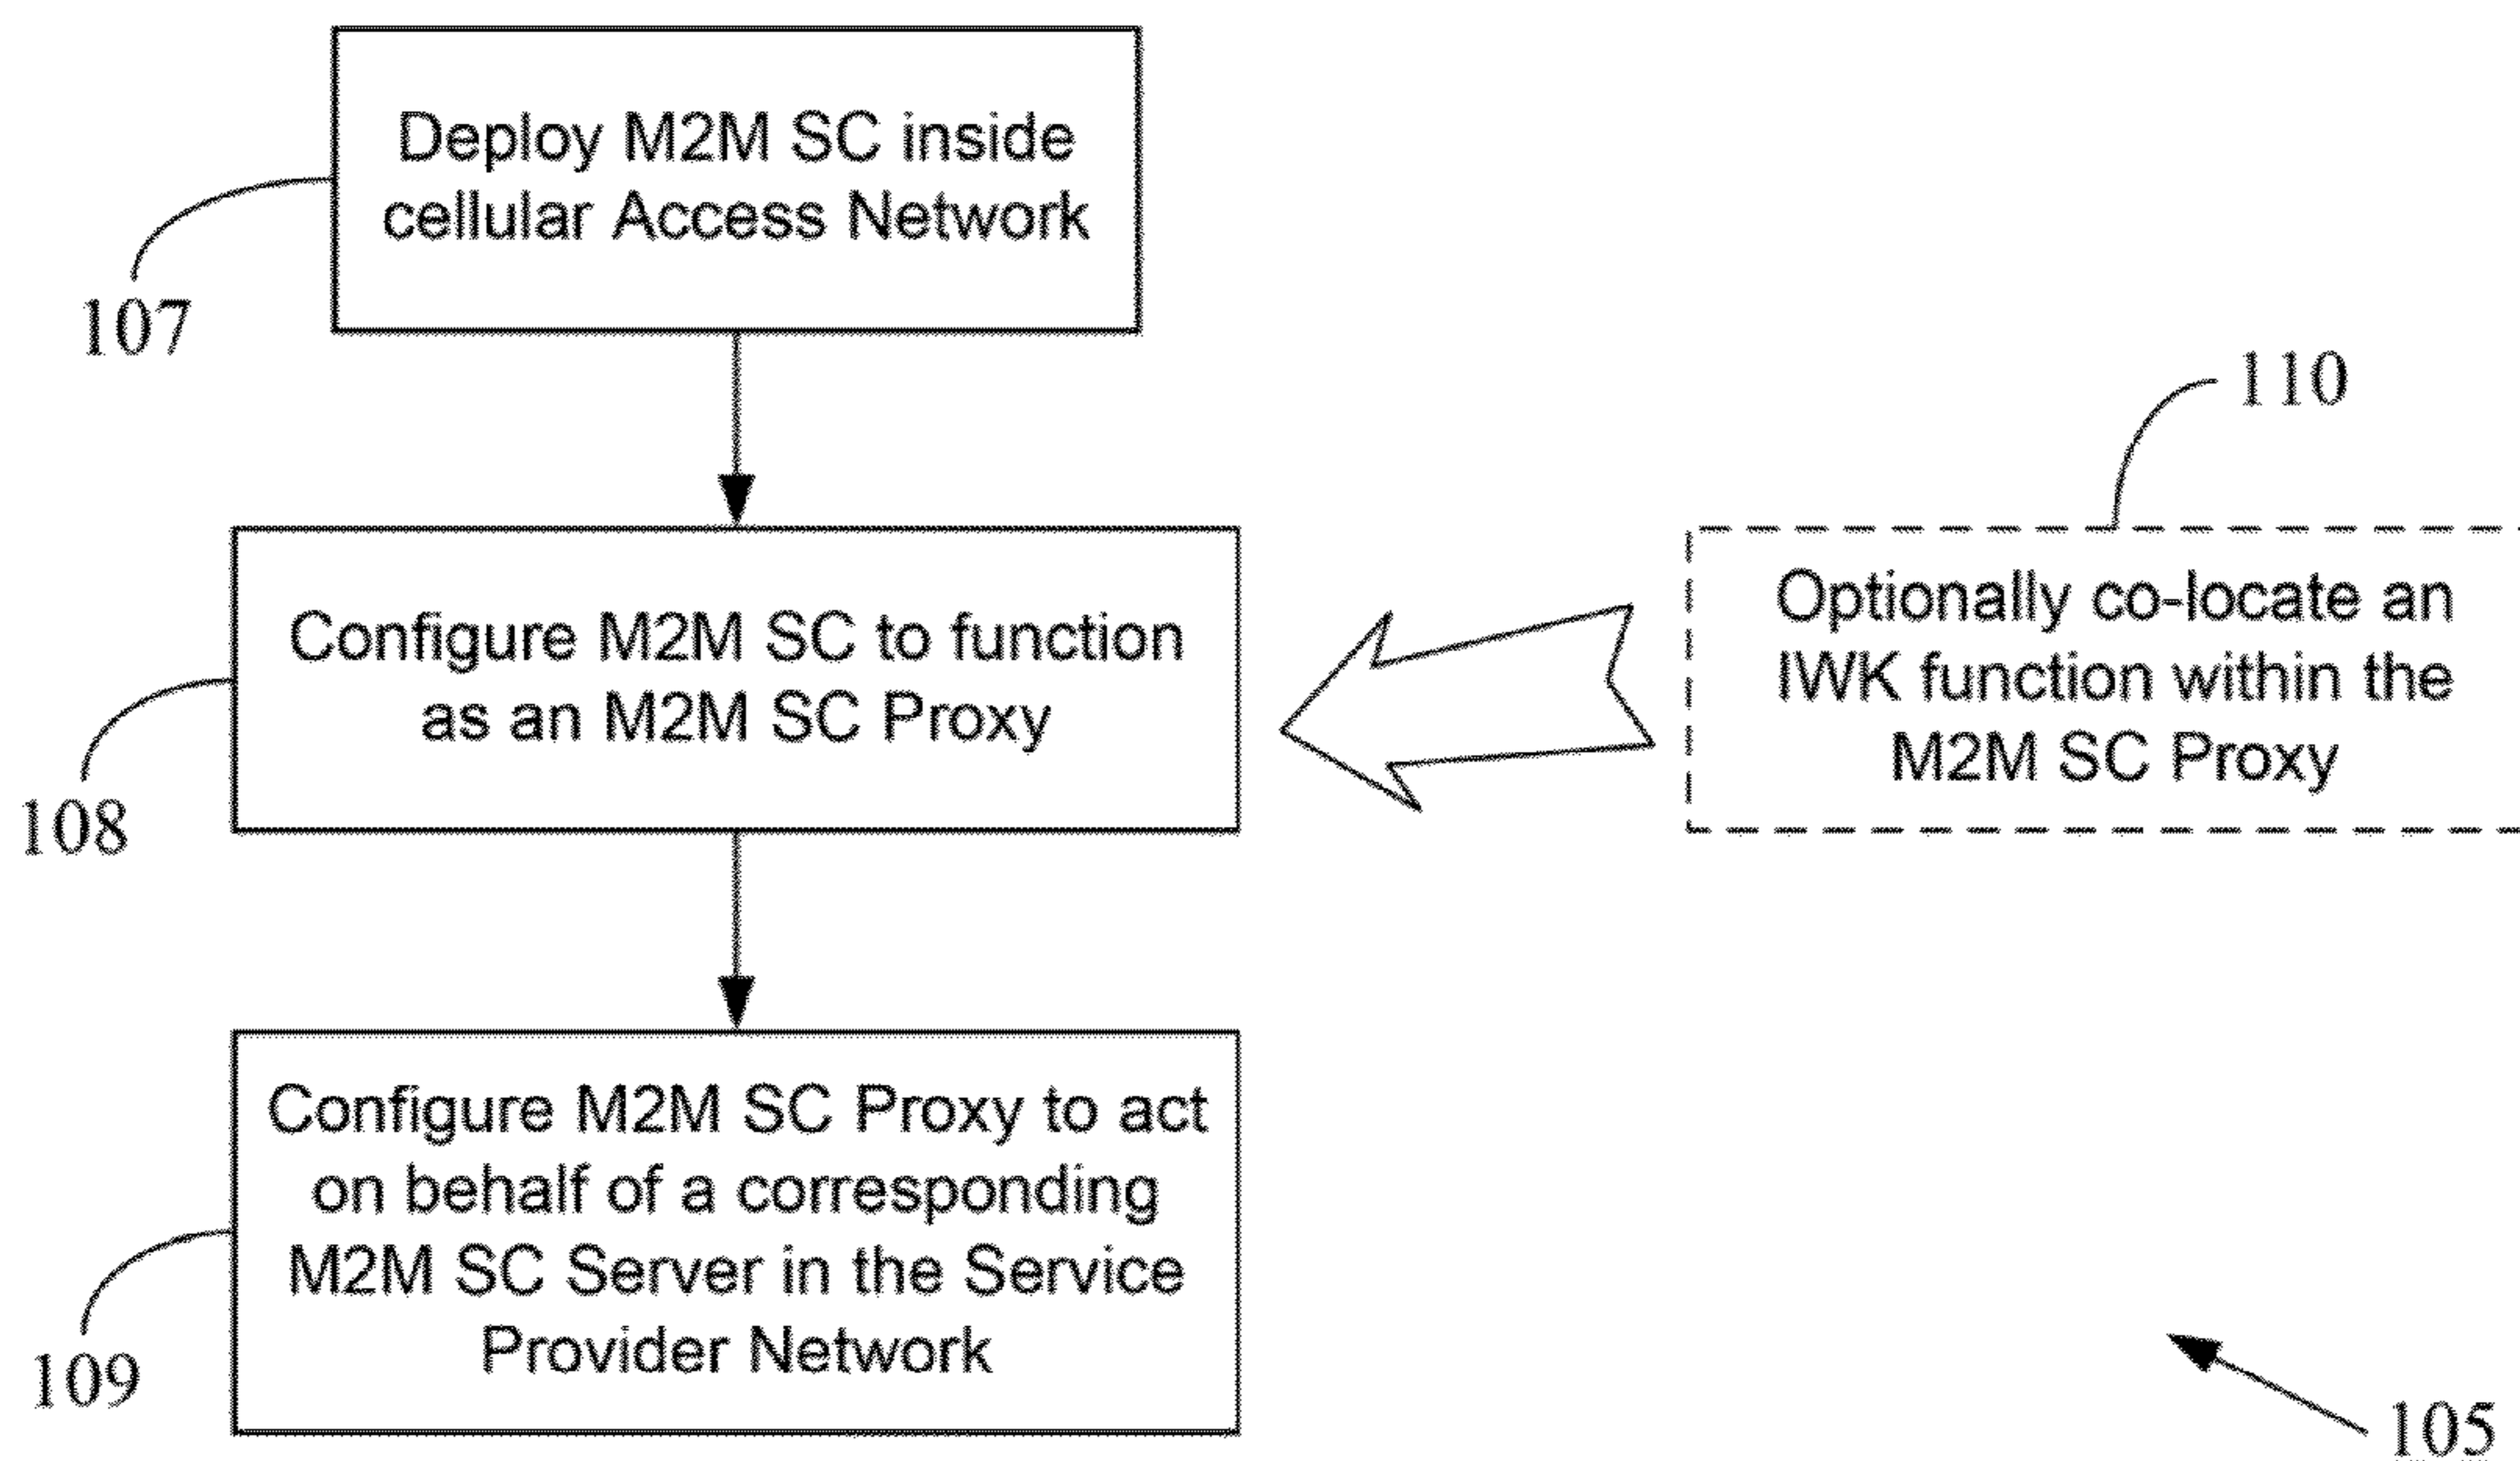 Deploy M2M SC inside
cellular Access Network
107
110
Configure M2M SC to function
as an M2M SC Proxy
108
Optionally co-locate an
IWK function within the
M2M SC Proxy
Configure M2M SC Proxy to act
on behalf of a corresponding
M2M SC Server in the Service
Provider Network
109
105